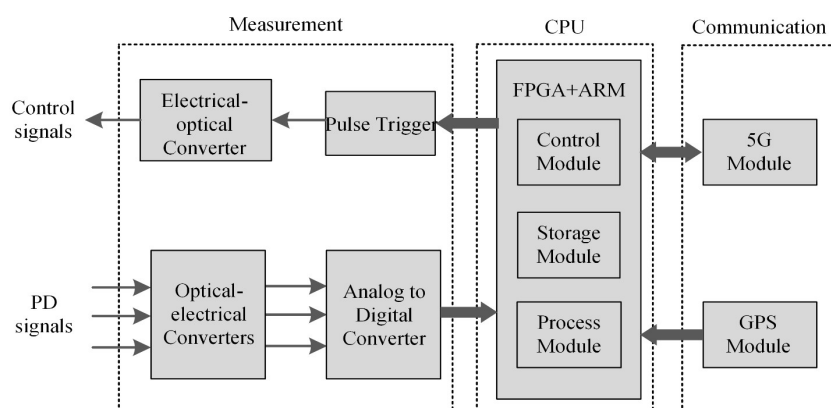 Measurement
CPU
Communication
Control
signals
Electrical-
optical
Converter
Pulse Trigger
FPGA+ARM
Control
Module
5G
Module
Storage
Module
PD
signals
Optical-
electrical
Converters
Analog to
Digital
Converter
Process
Module
GPS
Module